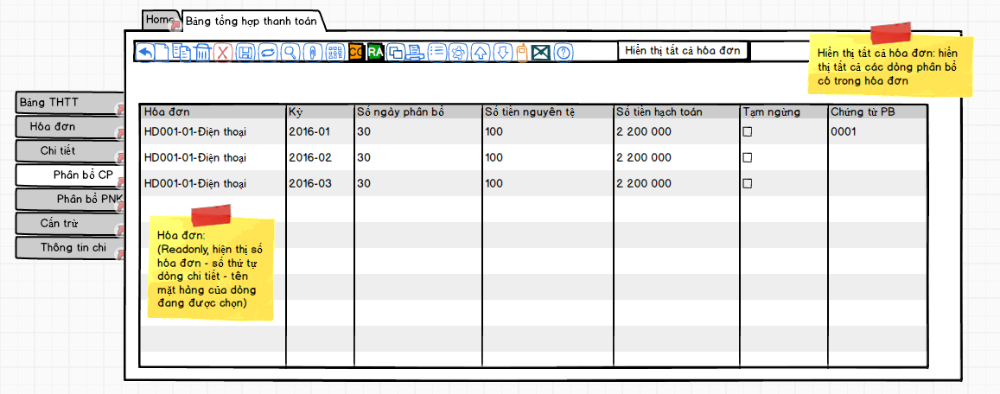 Home
Bảng tổng hợp thanh toán
CC
RA
Hiển thị tất cả hóa đơn
Hiển thị tất cả hóa đơn: hiển
thị tất cả các dòng phân bổ
có trong hóa đơn
Bảng THTT
Hóa đơn
Chi tiết
Phân bổ CP
Phân bổ PNK
Cấn trừ
Thông tin chi
Hóa đơn Kỳ Số ngày phân bổ Số tiền nguyên tệ Số tiền hạch toán Tạm ngừng Chứng từ PB
HD001-01-Điện thoại 2016-01 30 100 2 200 000 0001
HD001-01-Điện thoại 2016-02 30 100 2 200 000
HD001-01-Điện thoại 2016-03 30 100 2 200 000
Hóa đơn:
(Readonly, hiện thị số
hóa đơn - số thứ tự
dòng chi tiết - tên
mặt hàng của dòng
đang được chọn)